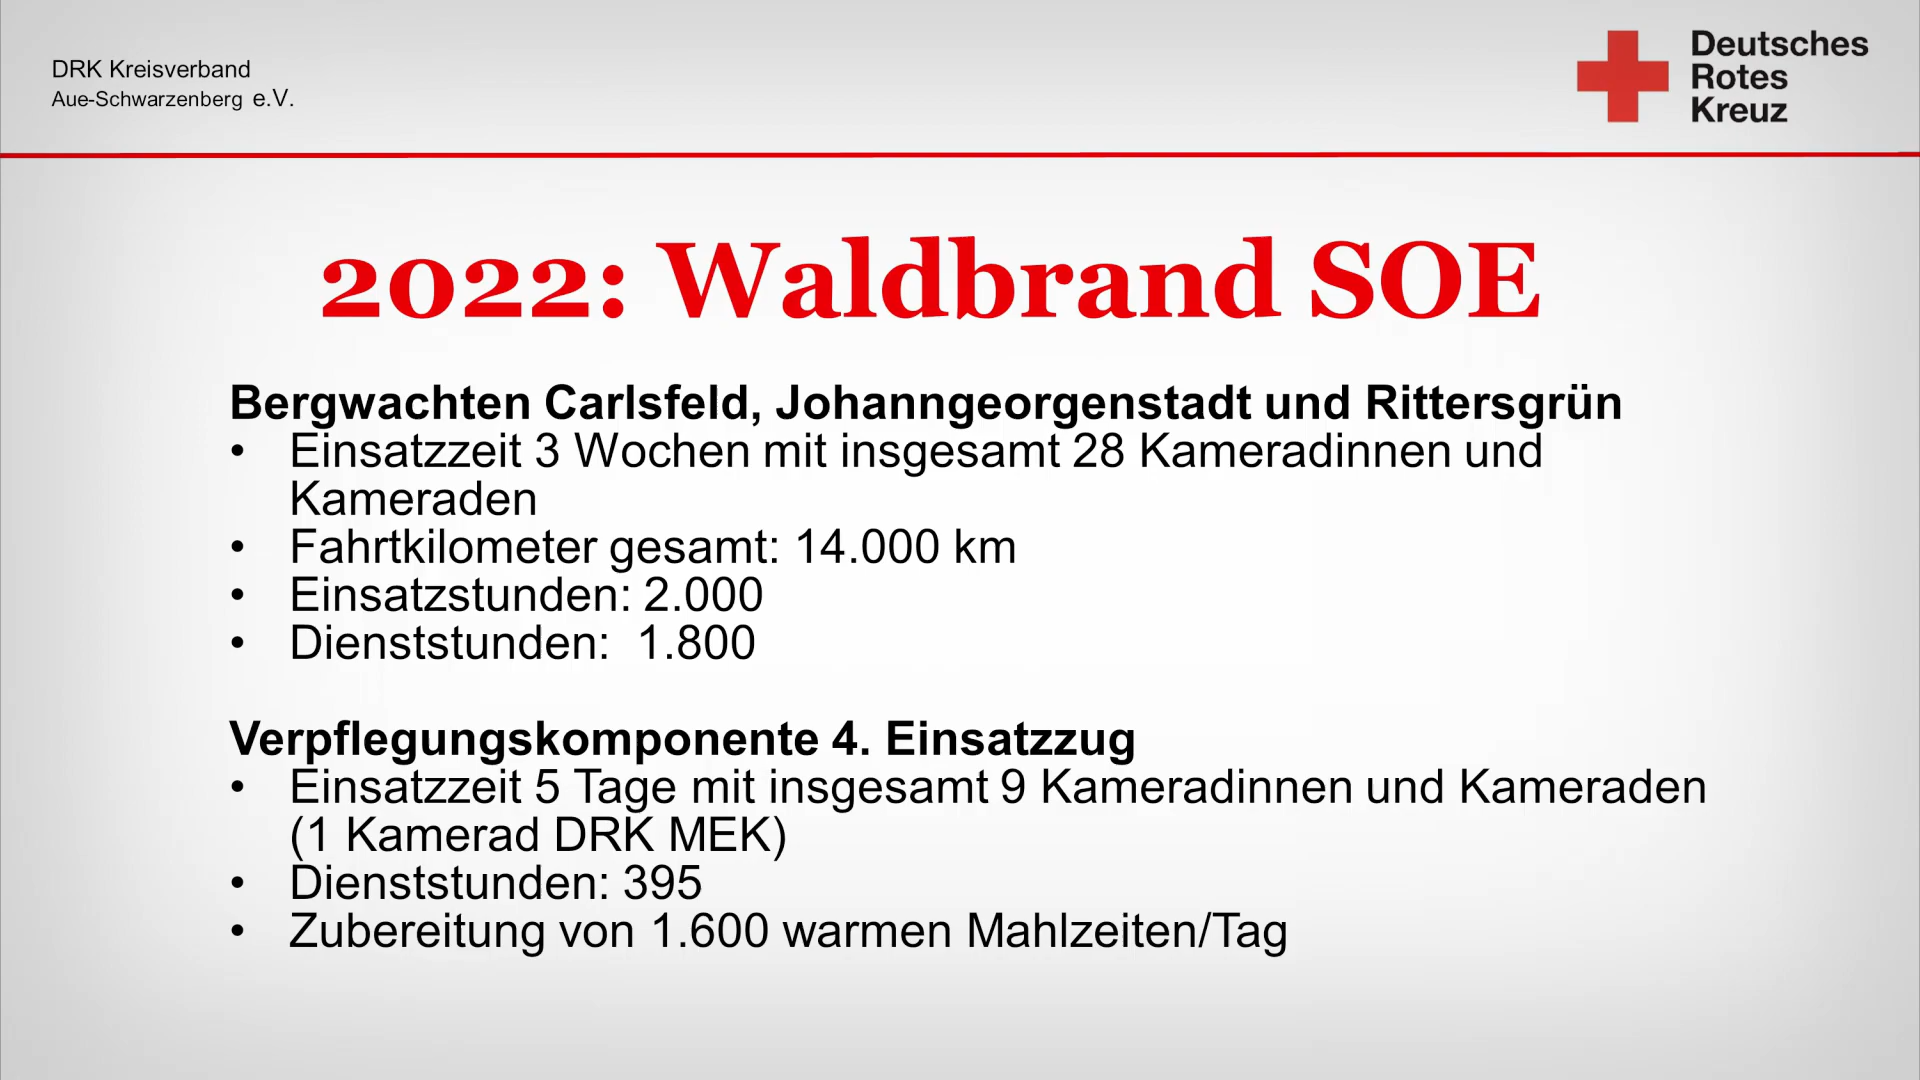 DRK Kreisverband
Aue-Schwarzenberg e.V.
Deutsches
Rotes
Kreuz
2022: Waldbrand SOE
Bergwachten Carlsfeld, Johanngeorgenstadt und Rittersgrün
• Einsatzzeit 3 Wochen mit insgesamt 28 Kameradinnen und
Kameraden
• Fahrtkilometer gesamt: 14.000 km
• Einsatzstunden: 2.000
• Dienststunden:  1.800
Verpflegungskomponente 4. Einsatzzug
• Einsatzzeit 5 Tage mit insgesamt 9 Kameradinnen und Kameraden
(1 Kamerad DRK MEK)
• Dienststunden: 395
• Zubereitung von 1.600 warmen Mahlzeiten/Tag